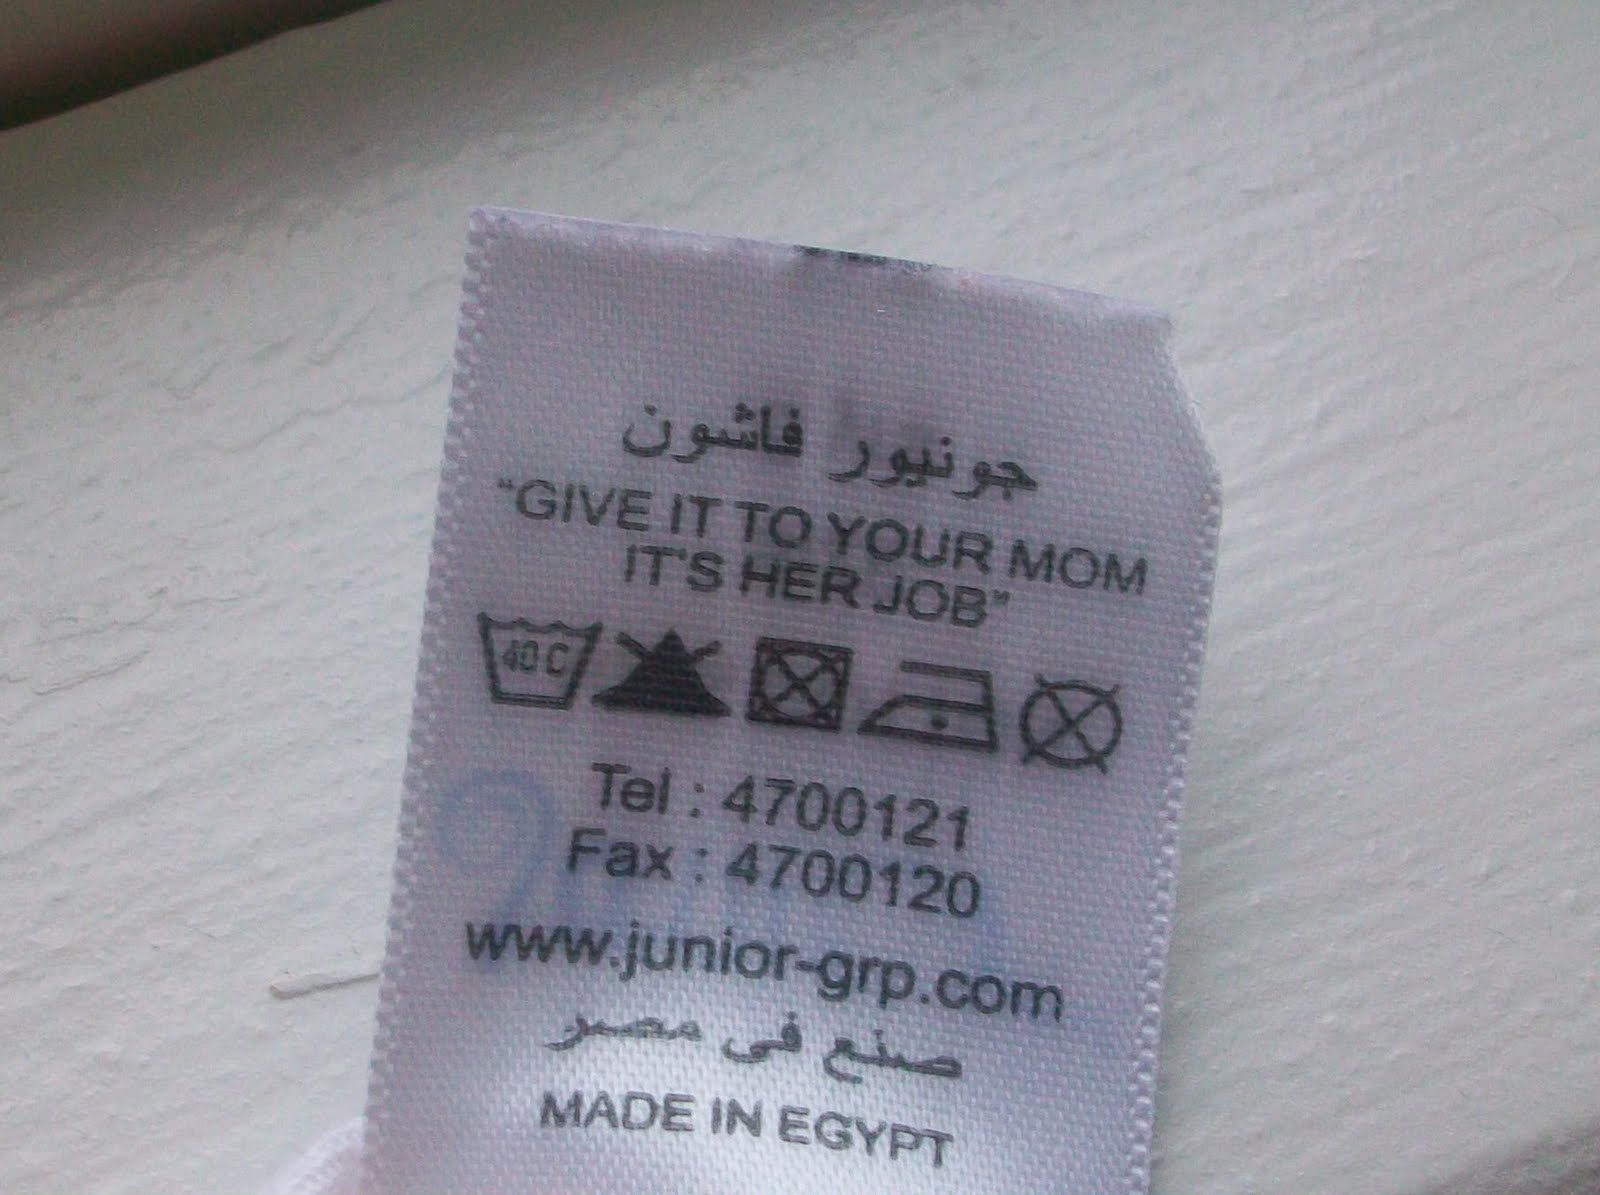 جونيور فاشون
“GIVE IT TO YOUR MOM
IT'S HER JOB”
40 C
Tel : 4700121
Fax : 4700120
www.junior-grp.com
صنع فى مصر
MADE IN EGYPT